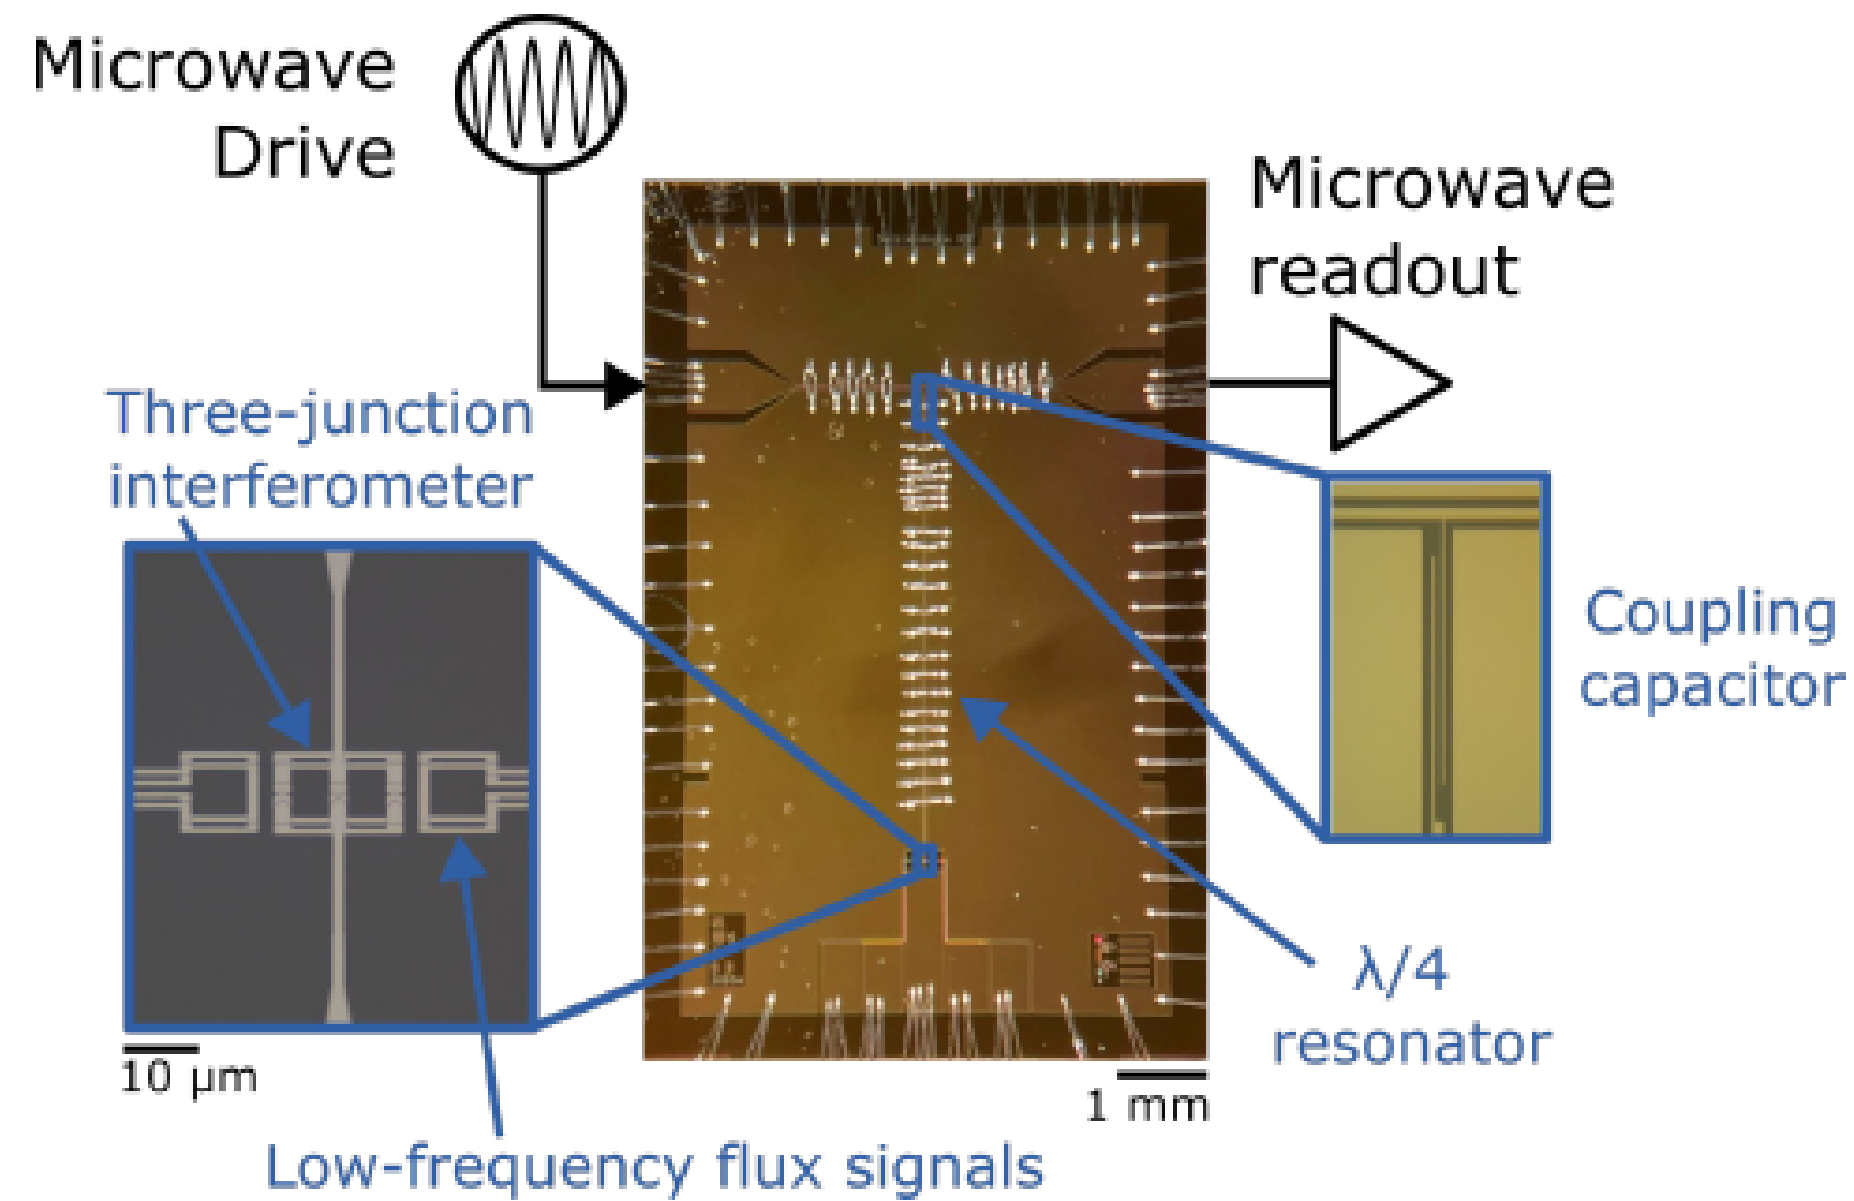 Microwave
Drive
Microwave
readout
Three-junction
interferometer
Coupling
capacitor
λ/4
resonator
10 μm
1 mm
Low-frequency flux signals